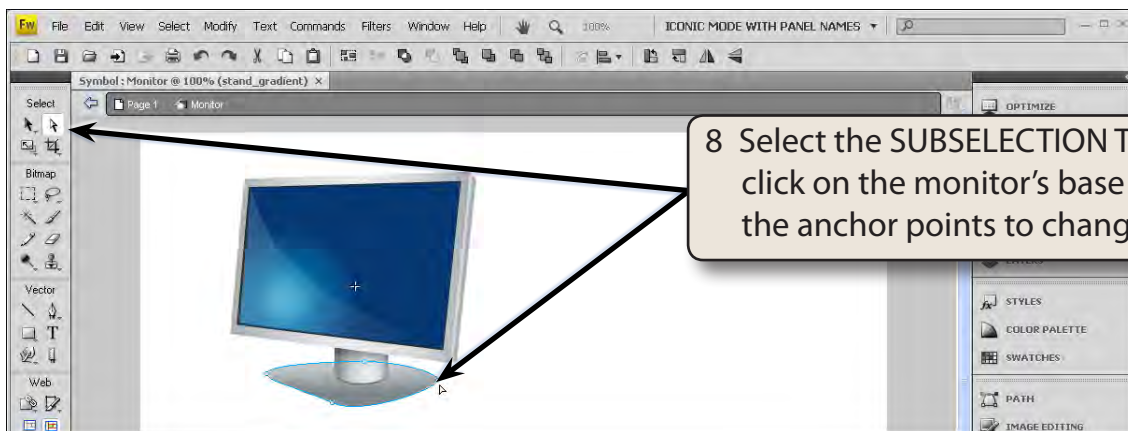 Fw File Edit View Select Modify Text Commands Filters Window Help 100% ICONIC MODE WITH PANEL NAMES
Symbol: Monitor @ 100% (stand_gradient) ×
Select
Page 1 Monitor
OPTIMIZE
8 Select the SUBSELECTION T
click on the monitor's base
the anchor points to chang
Bitmap
Vector
STYLES
COLOR PALETTE
SWATCHES
Web
PATH
IMAGE EDITING